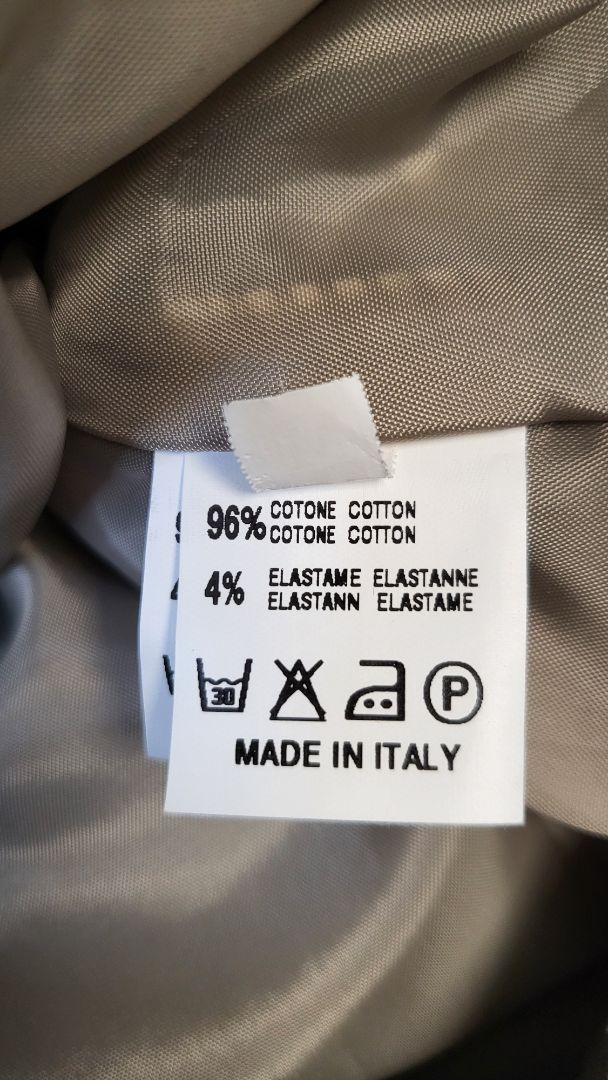 96% COTONE COTTON
COTONE COTTON
4% ELASTAME ELASTANNE
ELASTANN ELASTAME
30 P
MADE IN ITALY